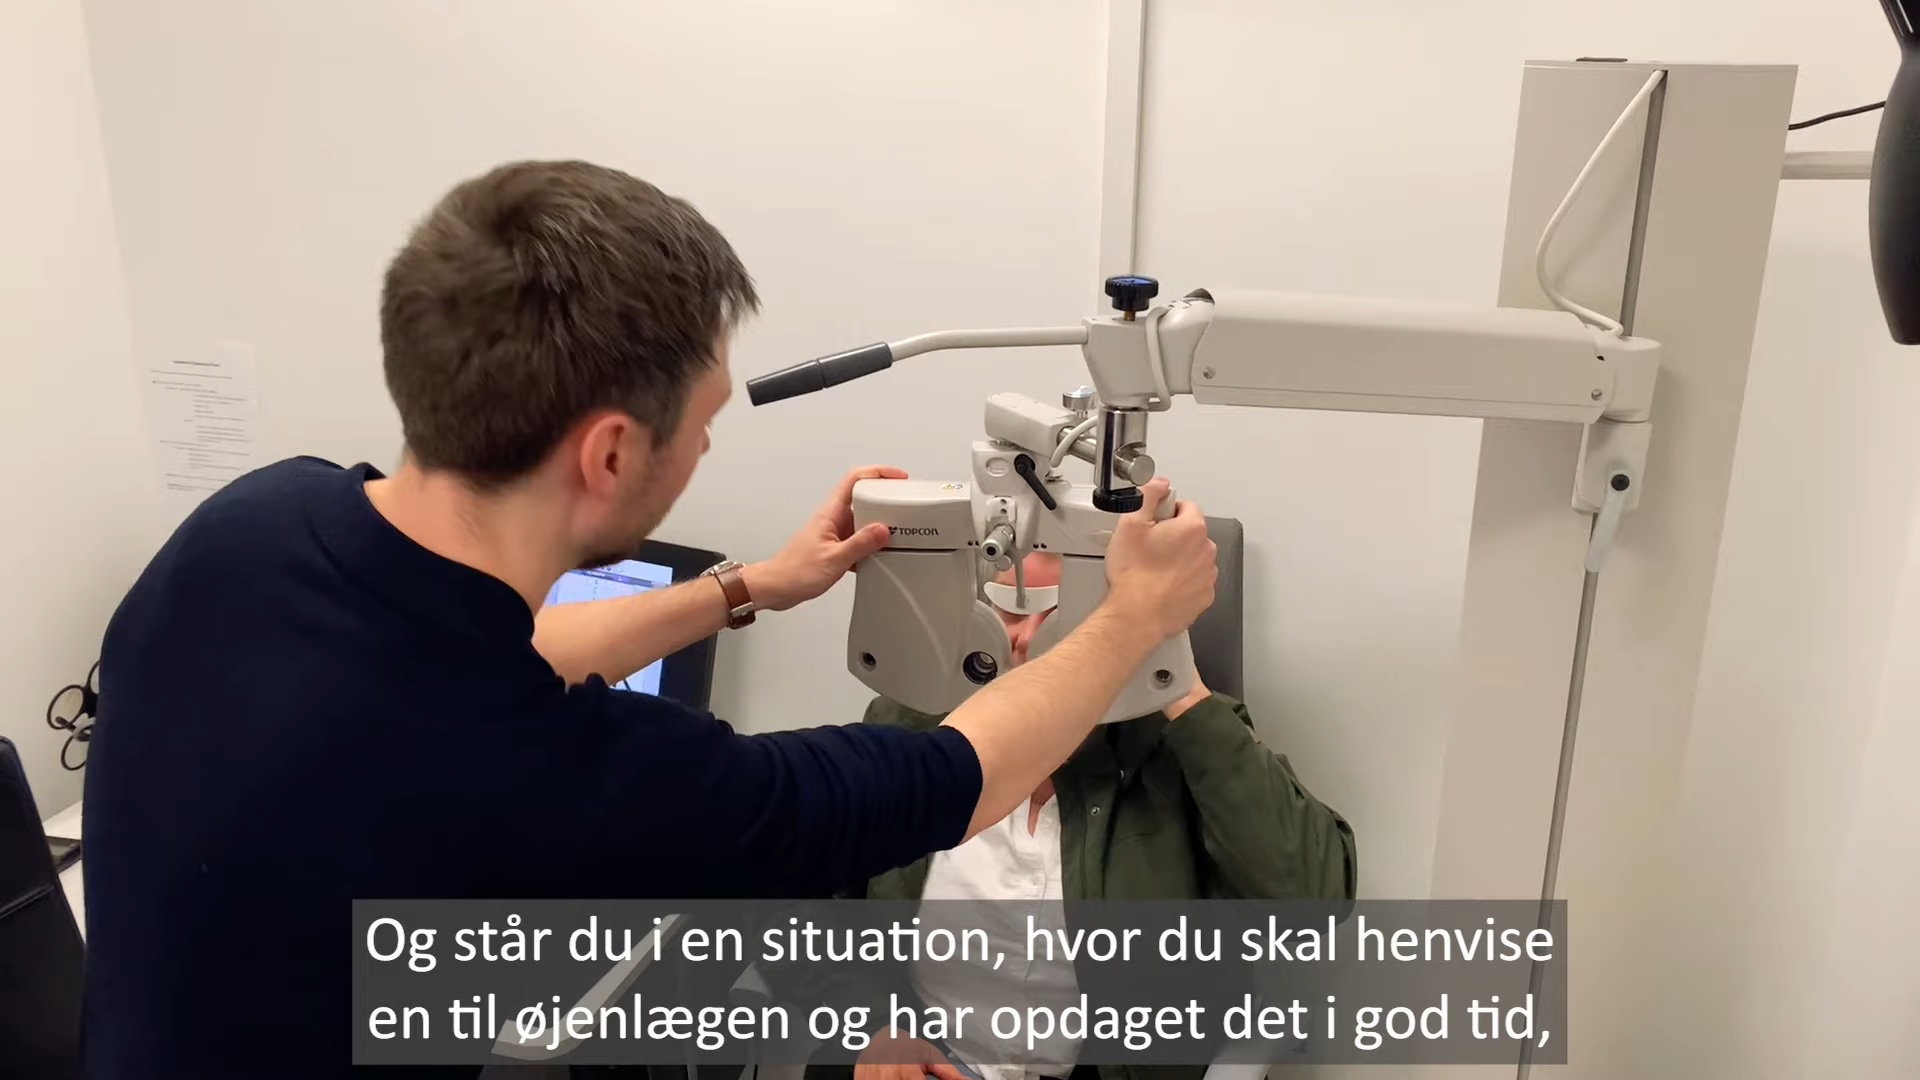 TOPCON
Og står du i en situation, hvor du skal henvise
en til øjenlægen og har opdaget det i god tid,